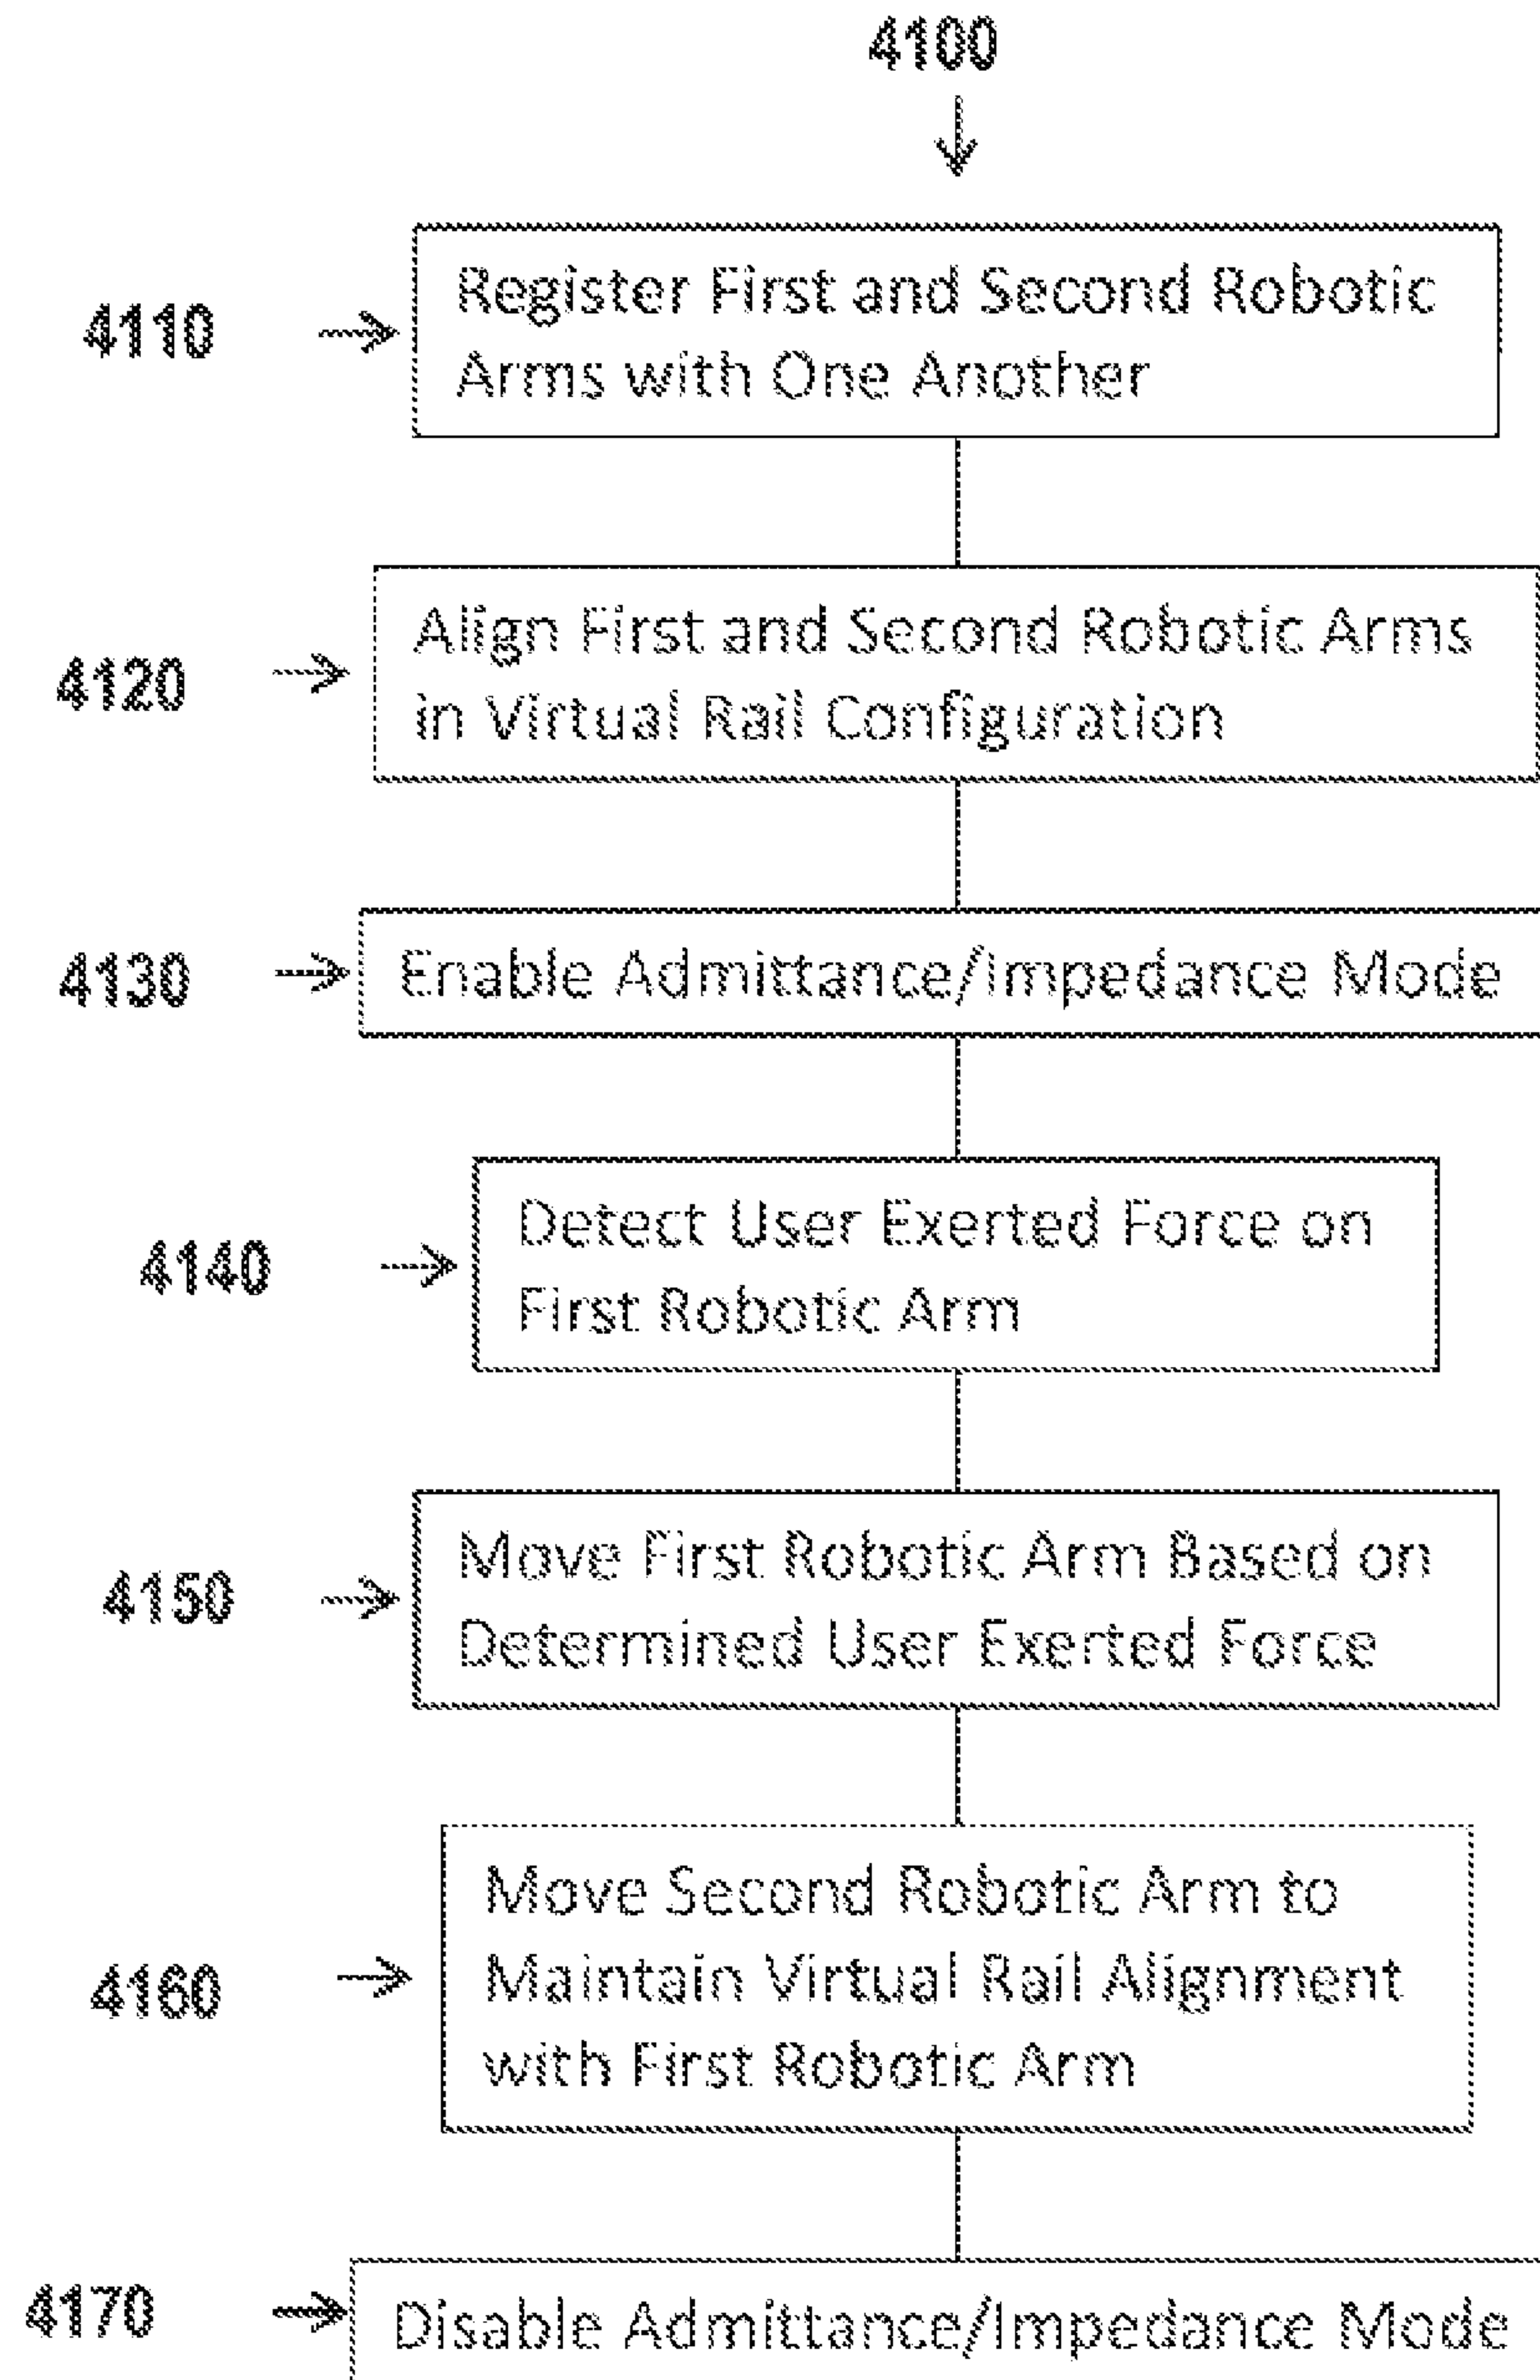 4100
4110
Register First and Second Robotic
Arms with One Another
4120
Align First and Second Robotic Arms
in Virtual Rail Configuration
4130
Enable Admittance/Impedance Mode
4140
Detect User Exerted Force on
First Robotic Arm
4150
Move First Robotic Arm Based on
Determined User Exerted Force
4160
Move Second Robotic Arm to
Maintain Virtual Rail Alignment
with First Robotic Arm
4170
Disable Admittance/Impedance Mode